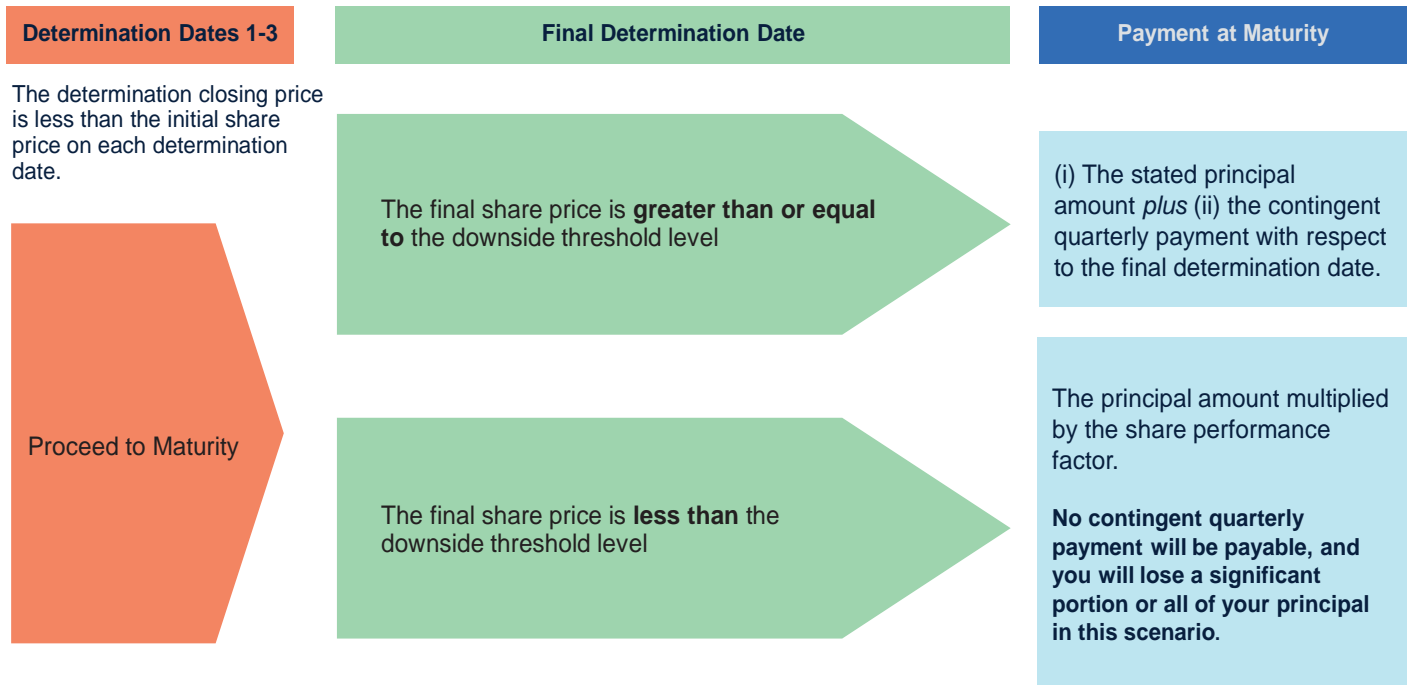 Determination Dates 1-3
Final Determination Date
Payment at Maturity
The determination closing price
is less than the initial share
price on each determination
date.
Proceed to Maturity
The final share price is greater than or equal
to the downside threshold level
(i) The stated principal
amount plus (ii) the contingent
quarterly payment with respect
to the final determination date.
The final share price is less than the
downside threshold level
The principal amount multiplied
by the share performance
factor.
No contingent quarterly
payment will be payable, and
you will lose a significant
portion or all of your principal
in this scenario.